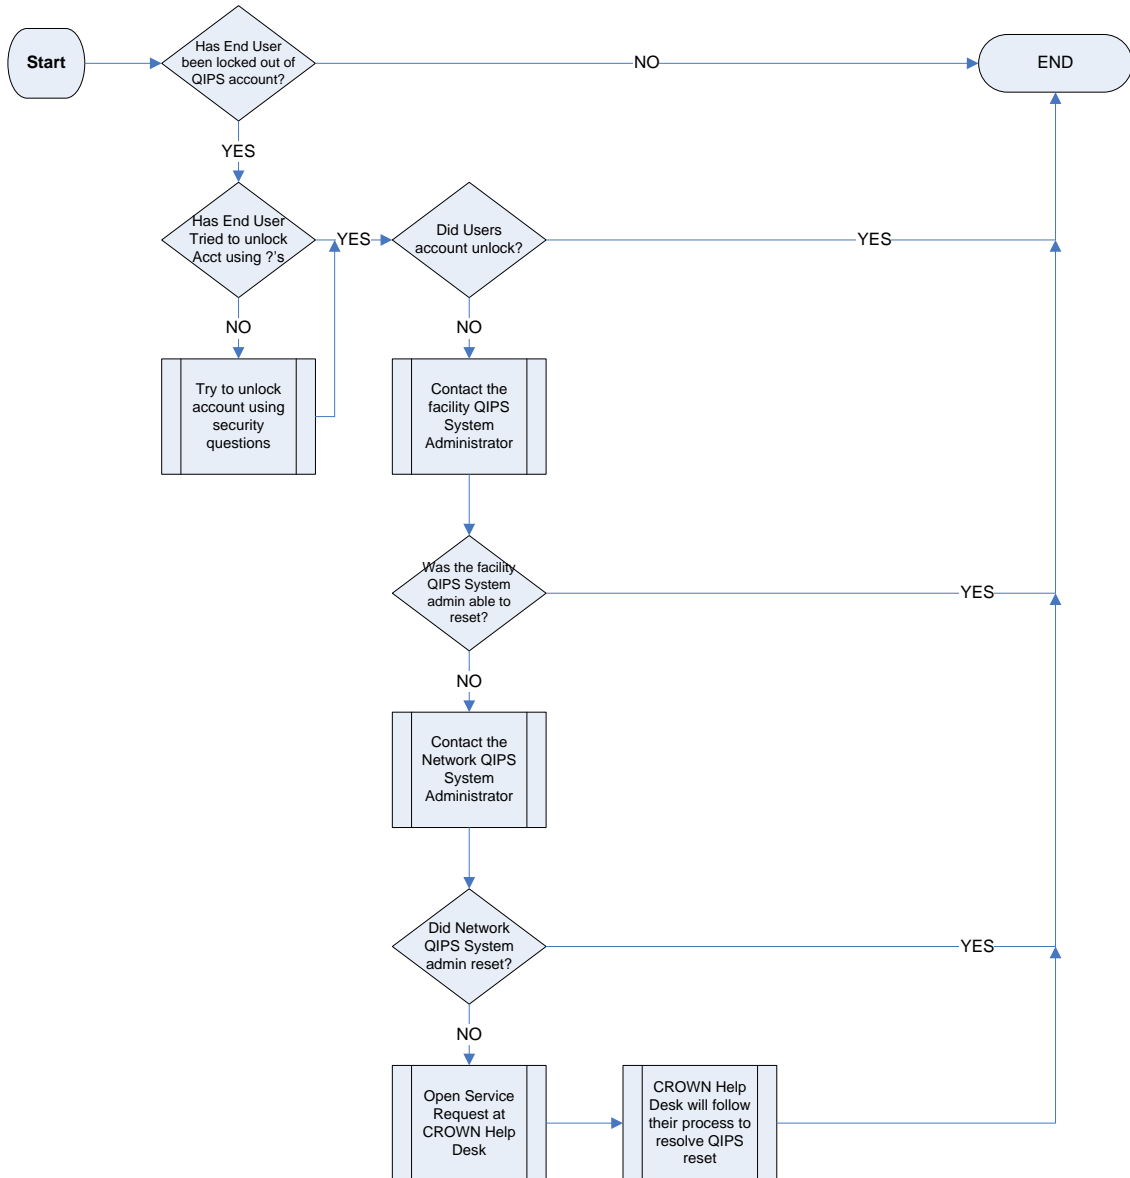 Start
Has End User
been locked out of
QIPS account?
NO
END
YES
Has End User
Tried to unlock
Acct using ?'s
YES
Did Users
account unlock?
YES
NO
NO
Try to unlock
account using
security
questions
Contact the
facility QIPS
System
Administrator
Was the facility
QIPS System
admin able to
reset?
YES
NO
Contact the
Network QIPS
System
Administrator
Did Network
QIPS System
admin reset?
YES
NO
Open Service
Request at
CROWN Help
Desk
CROWN Help
Desk will follow
their process to
resolve QIPS
reset